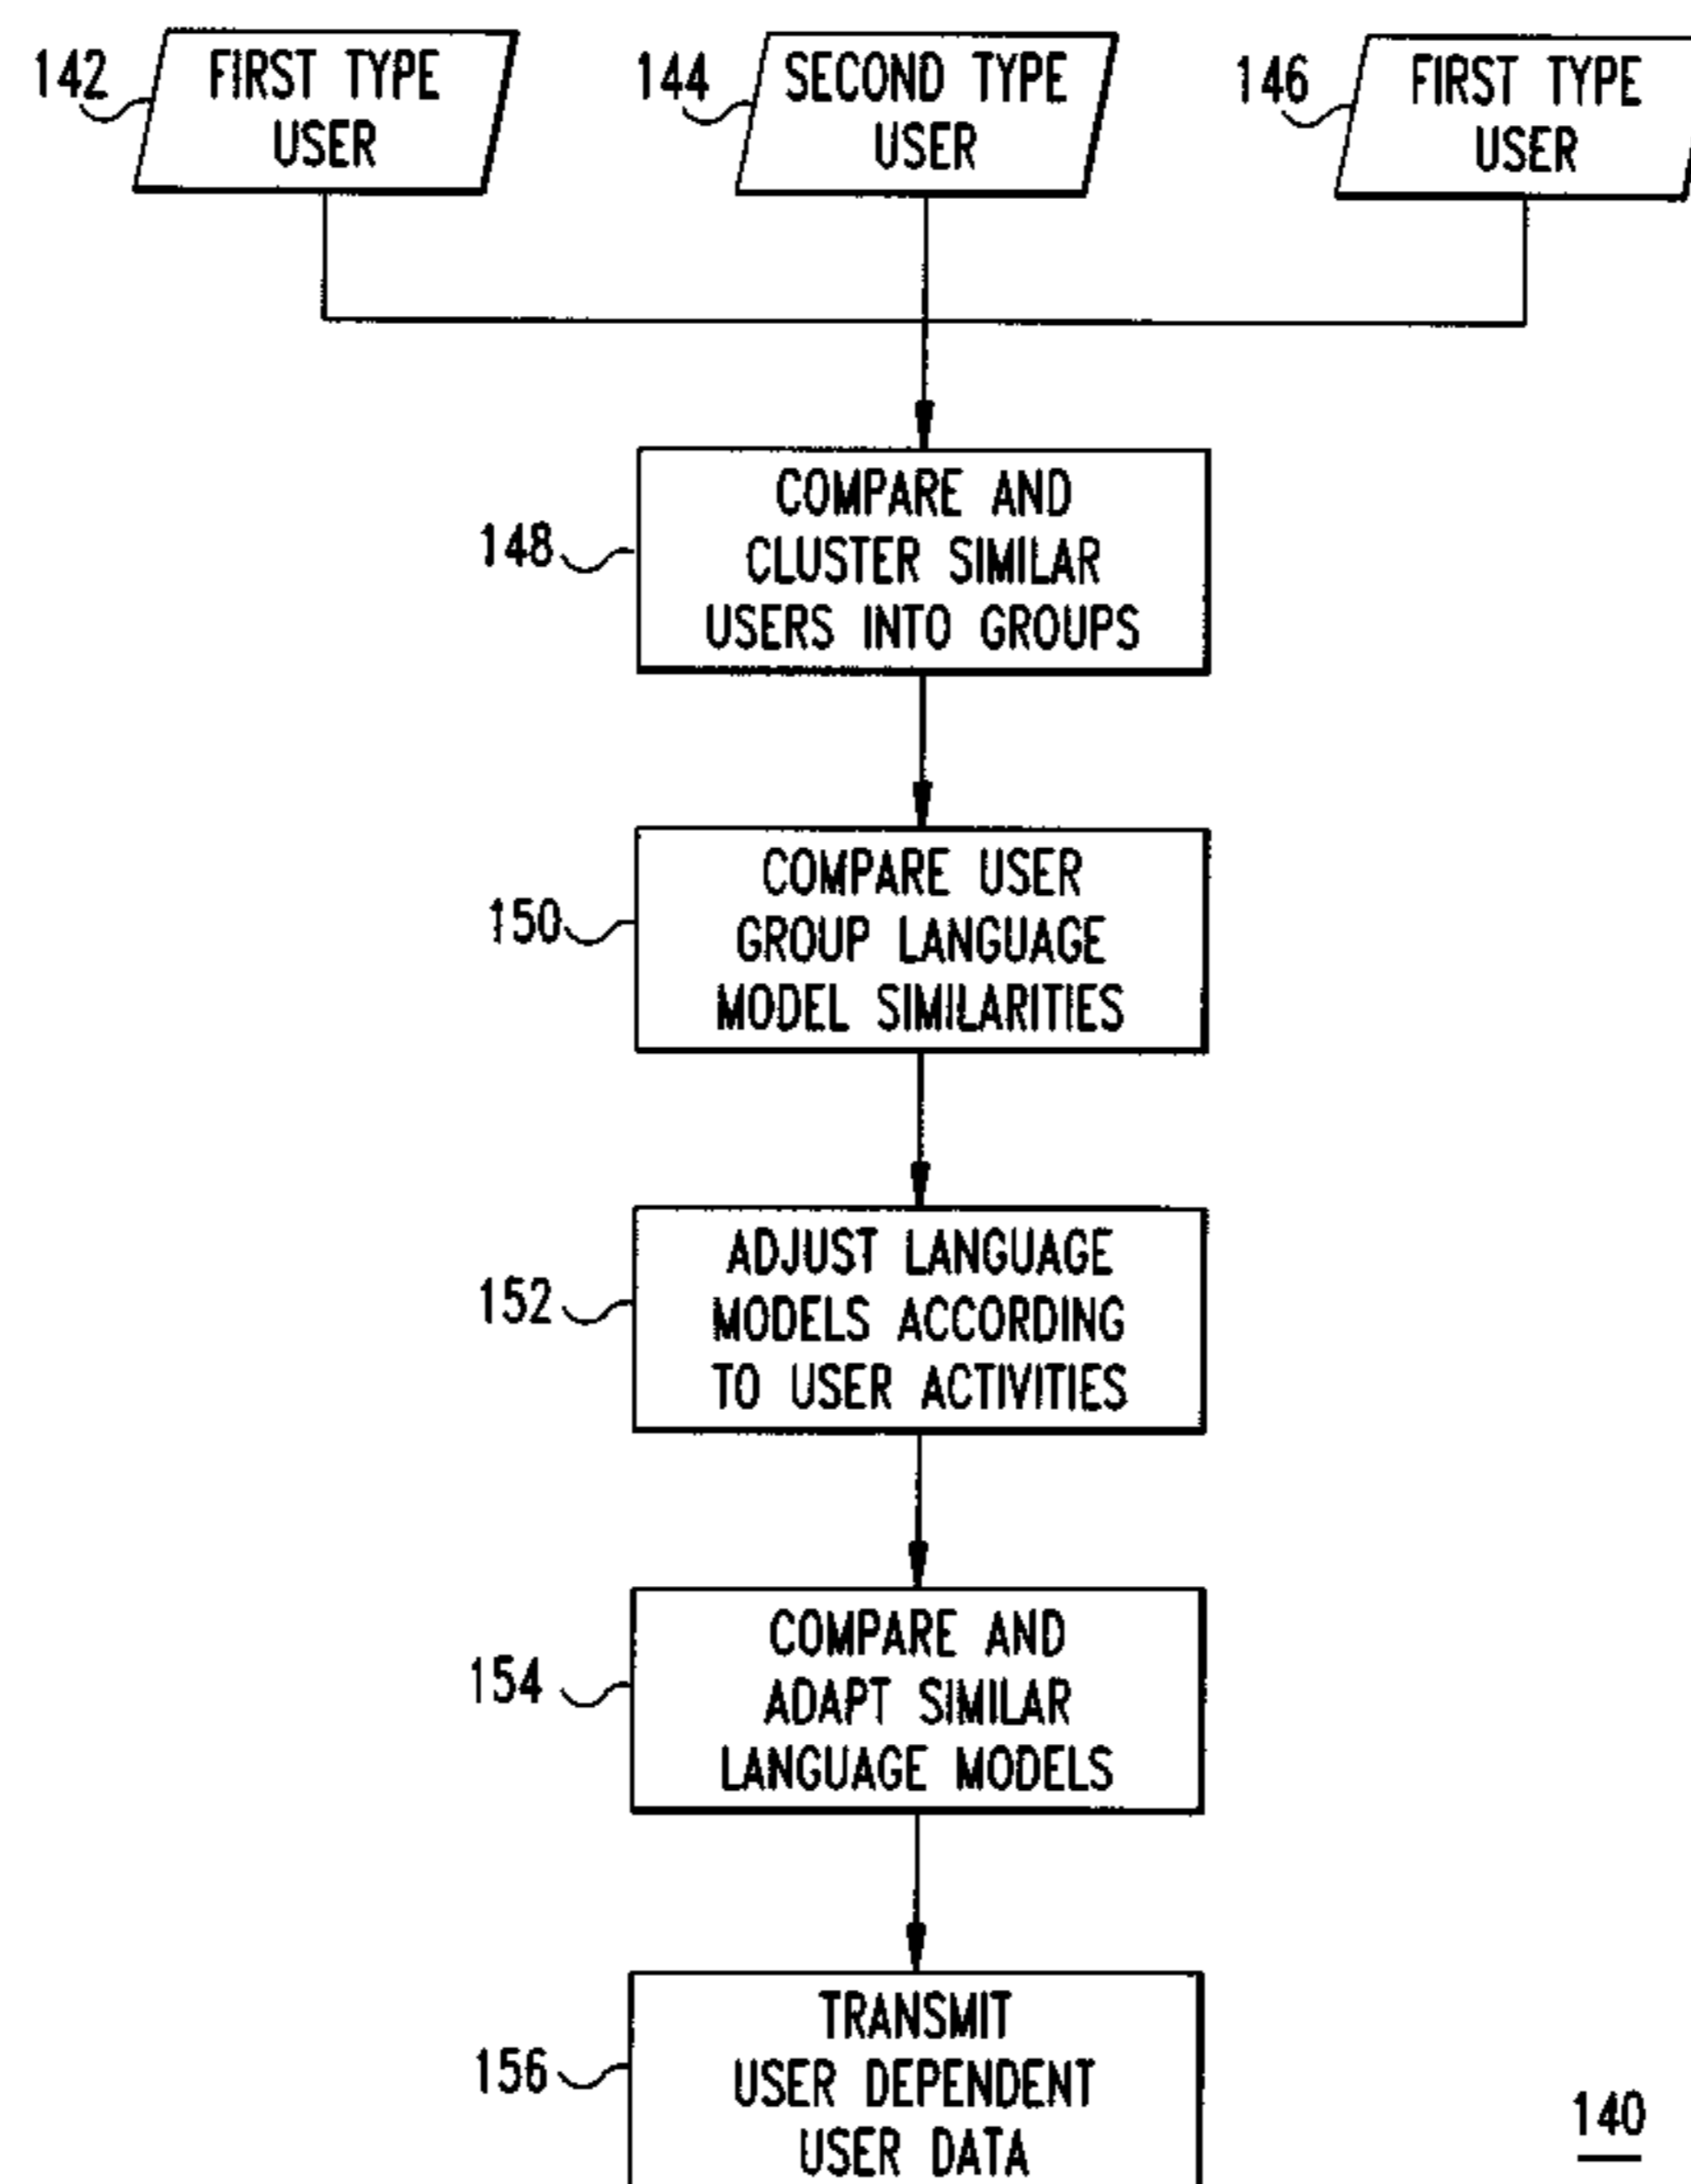 142
FIRST TYPE
USER
144
SECOND TYPE
USER
146
FIRST TYPE
USER
148
COMPARE AND
CLUSTER SIMILAR
USERS INTO GROUPS
150
COMPARE USER
GROUP LANGUAGE
MODEL SIMILARITIES
152
ADJUST LANGUAGE
MODELS ACCORDING
TO USER ACTIVITIES
154
COMPARE AND
ADAPT SIMILAR
LANGUAGE MODELS
156
TRANSMIT
USER DEPENDENT
USER DATA
140